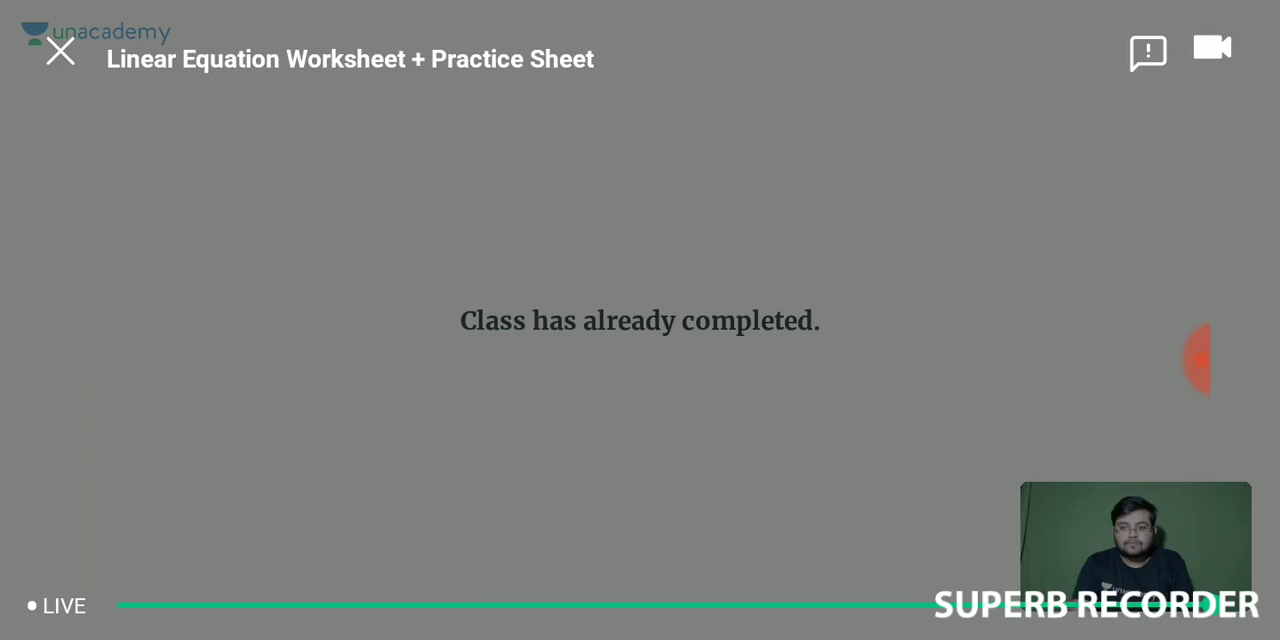 unacademy
Linear Equation Worksheet + Practice Sheet
Class has already completed.
LIVE
SUPERB RECORDER